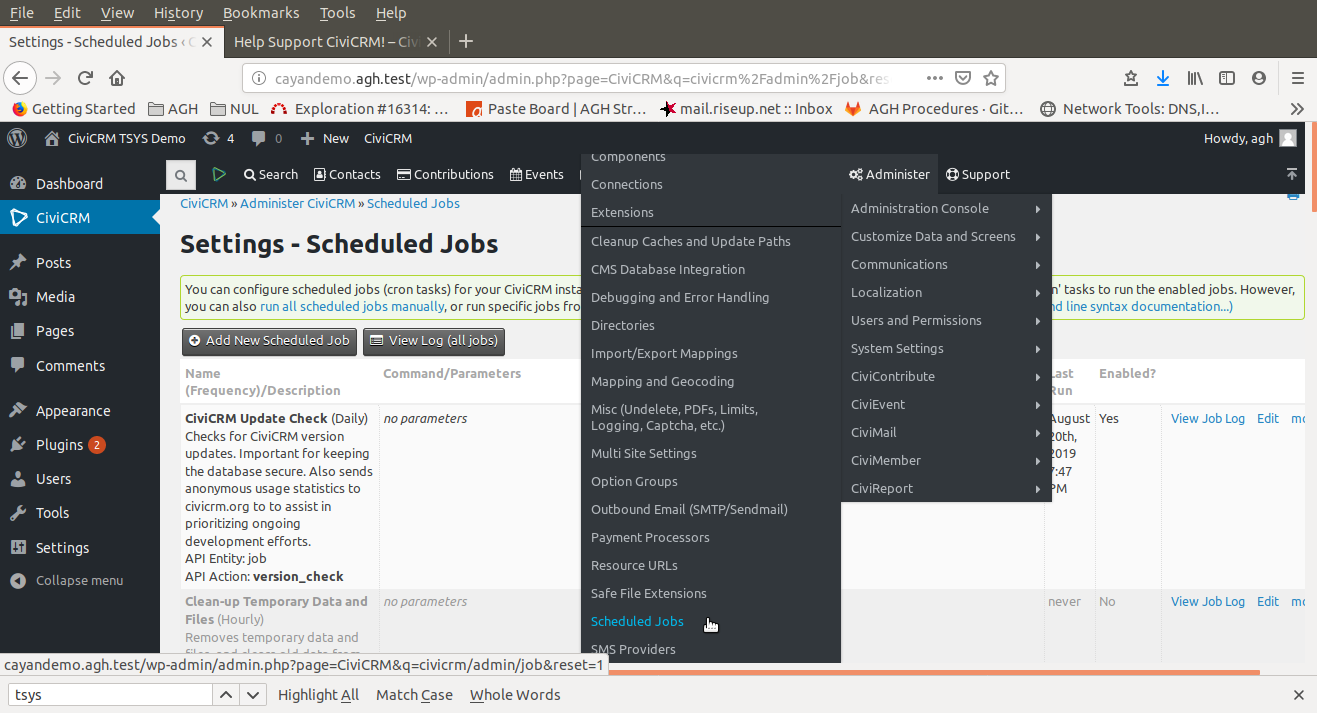 File Edit View History Bookmarks Tools Help
Settings - Scheduled Jobs ‹ C
Help Support CiviCRM! – Civ
cayandemo.agh.test/wp-admin/admin.php?page=CiviCRM&q=civicrm%2Fadmin%2Fjob&res
Getting Started AGH NUL Exploration #16314: … Paste Board | AGH Str… mail.riseup.net :: Inbox AGH Procedures · Git… Network Tools: DNS,I…
CiviCRM TSYS Demo 4 0 New CiviCRM Howdy, agh
Search Contacts Contributions Events Administer Support
Dashboard
CiviCRM
Posts
Media
Pages
Comments
Appearance
Plugins 2
Users
Tools
Settings
Collapse menu
CiviCRM » Administer CiviCRM » Scheduled Jobs
Settings - Scheduled Jobs
You can configure scheduled jobs (cron tasks) for your CiviCRM insta
n' tasks to run the enabled jobs. However,
you can also run all scheduled jobs manually, or run specific jobs fro
nd line syntax documentation...)
Add New Scheduled Job View Log (all jobs)
Name
(Frequency)/Description
Command/Parameters
Last
Run
Enabled?
CiviCRM Update Check (Daily)
Checks for CiviCRM version
updates. Important for keeping
the database secure. Also sends
anonymous usage statistics to
civicrm.org to to assist in
prioritizing ongoing
development efforts.
API Entity: job
API Action: version_check
no parameters
August
20th,
2019
7:47
PM
Yes
View Job Log Edit mo
Clean-up Temporary Data and
Files (Hourly)
Removes temporary data and
files, and clears old data from
no parameters
never
No
View Job Log Edit mo
Components
Connections
Extensions
Cleanup Caches and Update Paths
CMS Database Integration
Debugging and Error Handling
Directories
Import/Export Mappings
Mapping and Geocoding
Misc (Undelete, PDFs, Limits,
Logging, Captcha, etc.)
Multi Site Settings
Option Groups
Outbound Email (SMTP/Sendmail)
Payment Processors
Resource URLs
Safe File Extensions
Scheduled Jobs
SMS Providers
Administration Console
Customize Data and Screens
Communications
Localization
Users and Permissions
System Settings
CiviContribute
CiviEvent
CiviMail
CiviMember
CiviReport
cayandemo.agh.test/wp-admin/admin.php?page=CiviCRM&q=civicrm/admin/job&reset=1
tsys Highlight All Match Case Whole Words